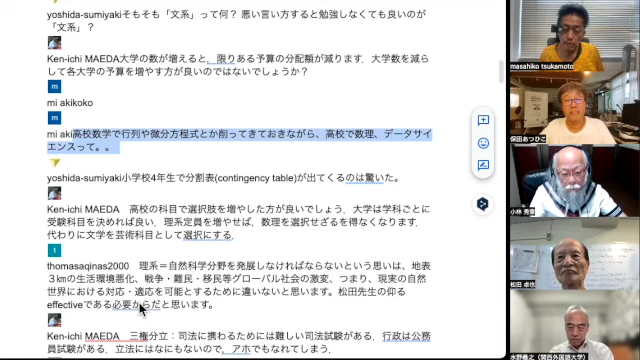 yoshida-sumiyakiそもそも「文系」って何？ 悪い言い方すると勉強しなくても良いのが
「文系」？
Ken-ichi MAEDA大学の数が増えると、限りある予算の分配額が減ります．大学数を減ら
して各大学の予算を増やす方が良いのではないでしょうか？
m
mi akikoko
m
mi aki高校数学で行列や微分方程式とか削ってきておきながら、高校で数理、データサイ
エンスって。。
yoshida-sumiyaki小学校4年生で分割表(contingency table)が出てくるのは驚いた。
Ken-ichi MAEDA　高校の科目で選択肢を増やした方が良いでしょう．大学は学科ごとに
受験科目を決めれば良い．理系定員を増やせば、数理を選択せざるを得なくなります．
代わりに文学を芸術科目として選択にする．
t
thomasaqinas2000　理系＝自然科学分野を発展しなければならないという思いは、地表
３㎞の生活環境悪化、戦争・難民・移民等グローバル社会の激変、つまり、現実の自然
世界における対応・適応を可能とするために違いないと思います。松田先生の仰る
effectiveである必要からだと思います。
Ken-ichi MAEDA　三権分立：司法に携わるためには難しい司法試験がある．行政は公務
員試験がある．立法にはなにもないので、アホでもなれてしまう．
masahiko tsukamoto
保田あつひこ
小林 秀章
松田 卓也
水野義之（関西外国語大学）